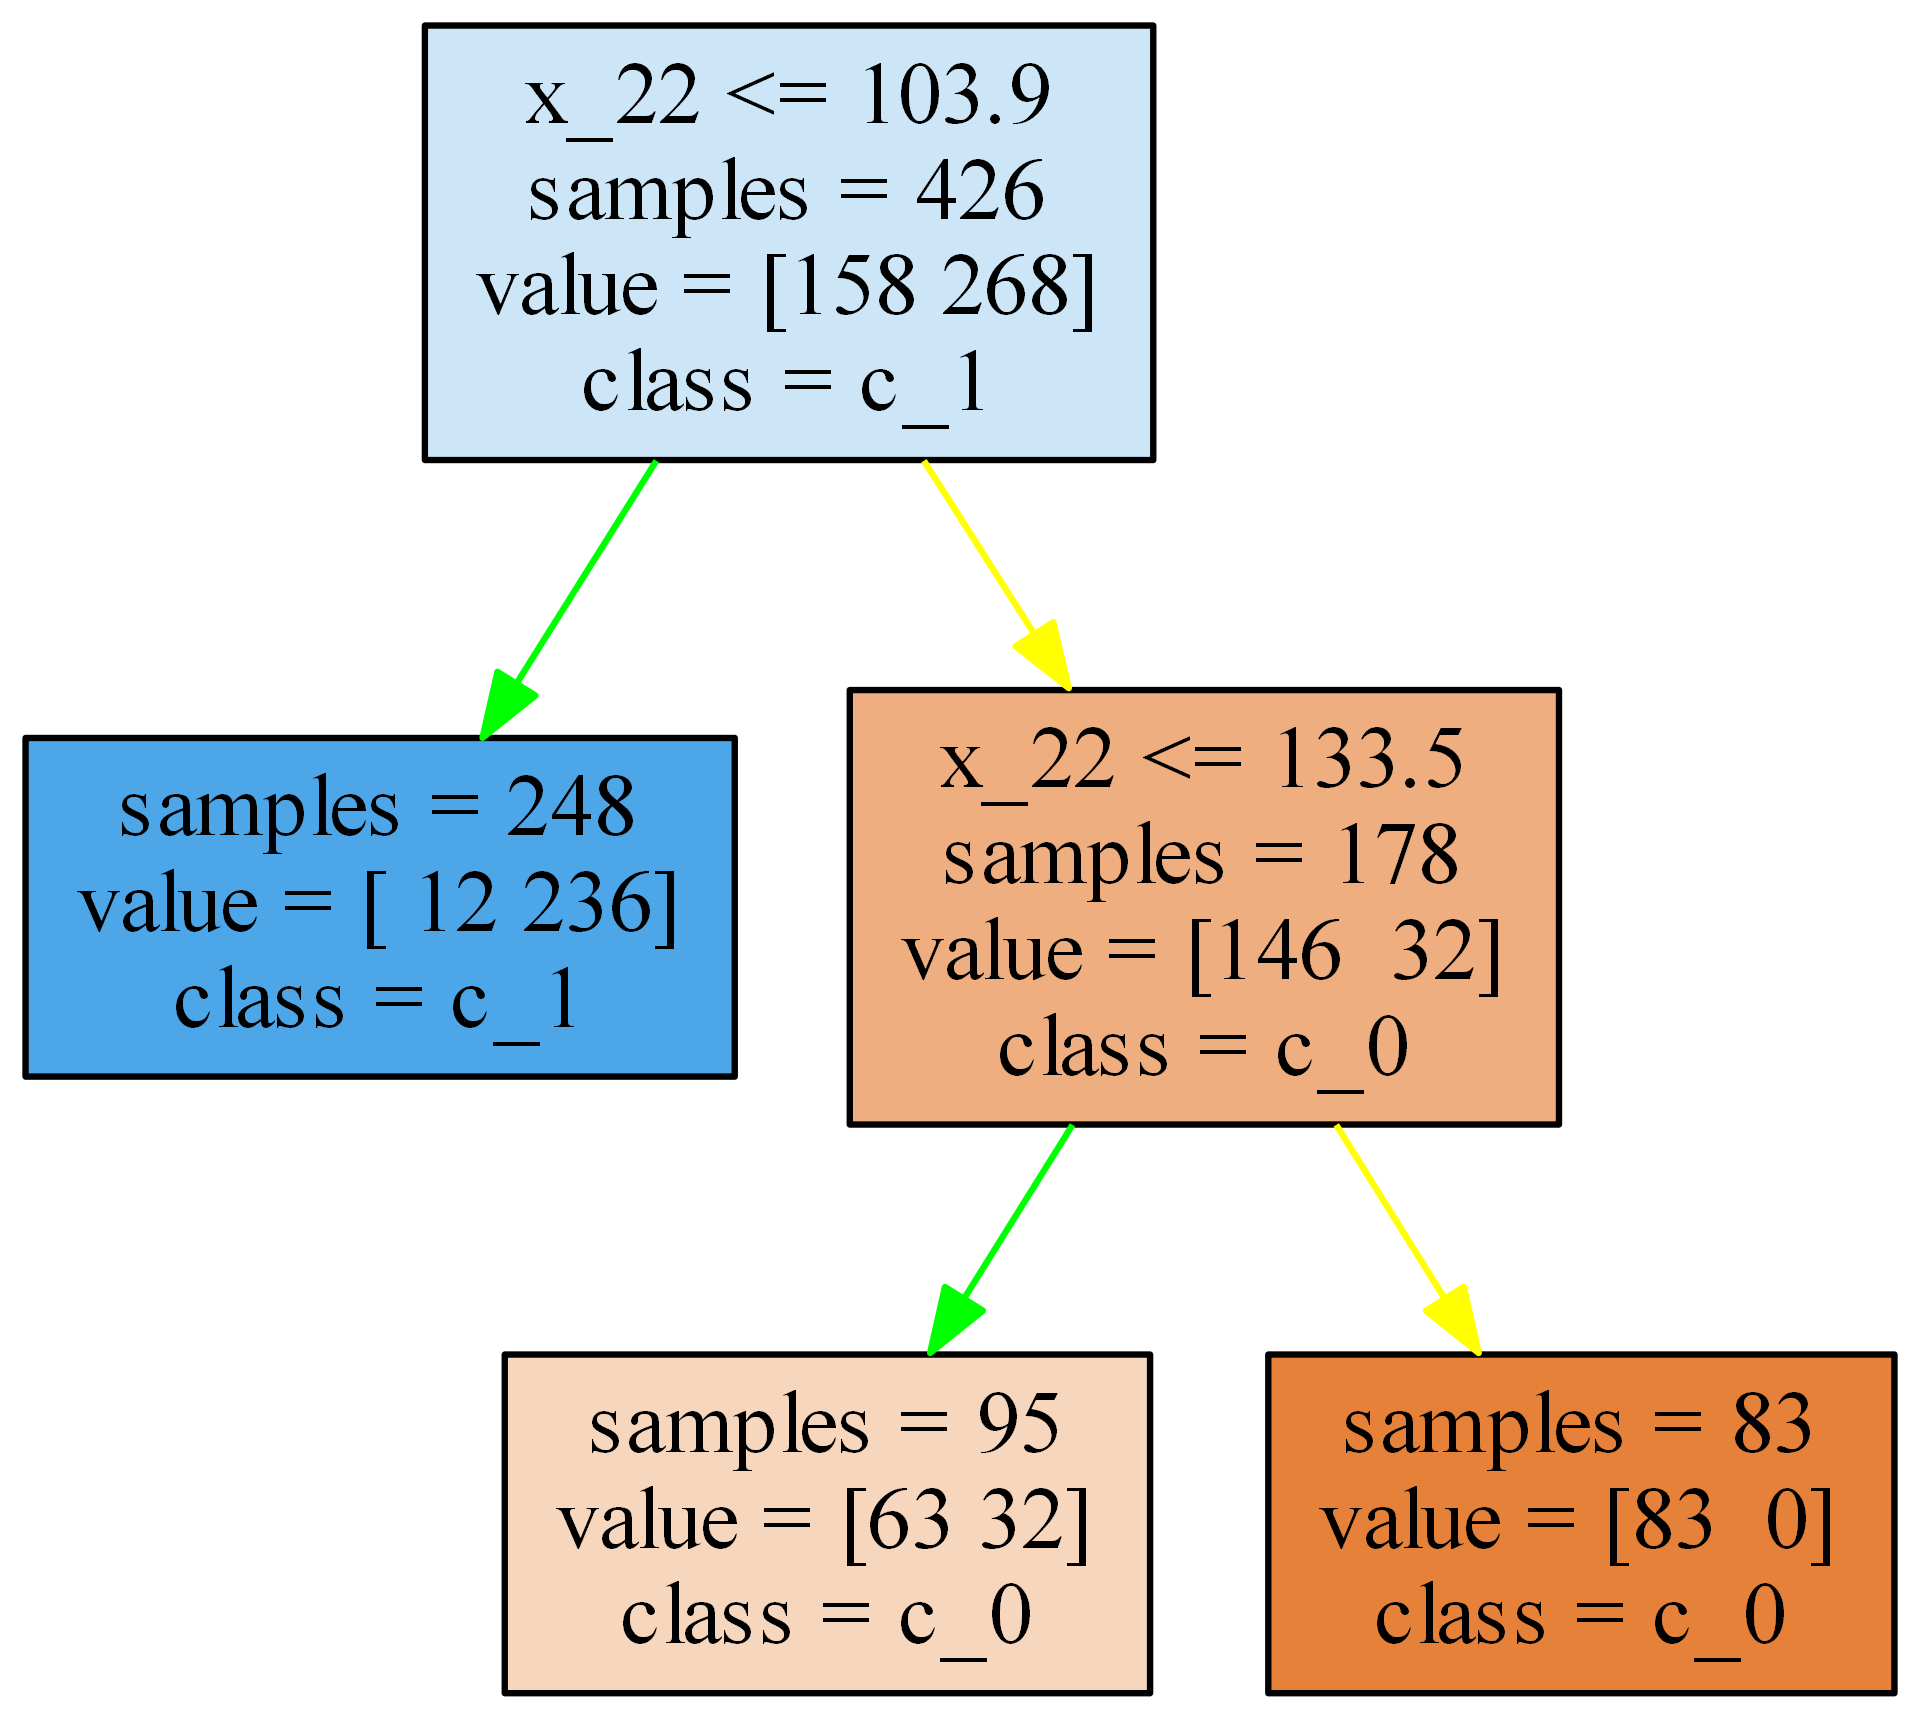 x_22 <= 103.9
samples = 426
value = [158 268]
class = c_1
samples = 248
value = [ 12 236]
class = c_1
x_22 <= 133.5
samples = 178
value = [146  32]
class = c_0
samples = 95
value = [63 32]
class = c_0
samples = 83
value = [83  0]
class = c_0